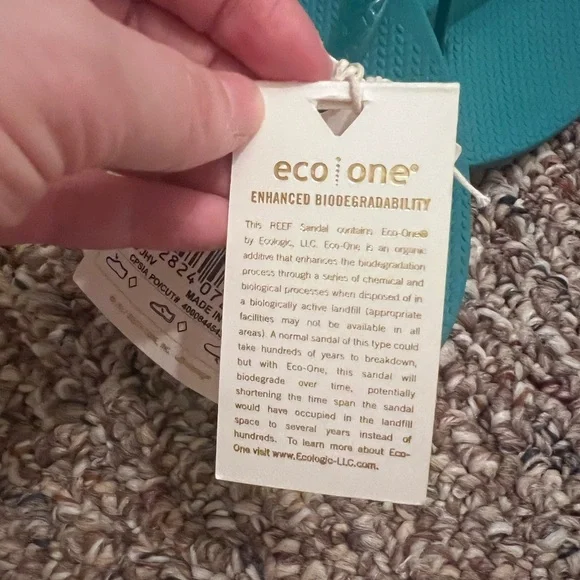 eco one®
ENHANCED BIODEGRADABILITY
This REEF Sandal contains Eco-One®
by Ecologic, LLC. Eco-One is an organic
additive that enhances the biodegradation
process through a series of chemical and
biological processes when disposed of in
a biologically active landfill (appropriate
facilities may not be available in all
areas). A normal sandal of this type could
take hundreds of years to breakdown,
but with Eco-One, this sandal will
biodegrade over time, potentially
shortening the time span the sandal
would have occupied in the landfill
space to several years instead of
hundreds. To learn more about Eco-
One visit www.Ecologic-LLC.com.
MADE IN
CPSIA PO/CUT#